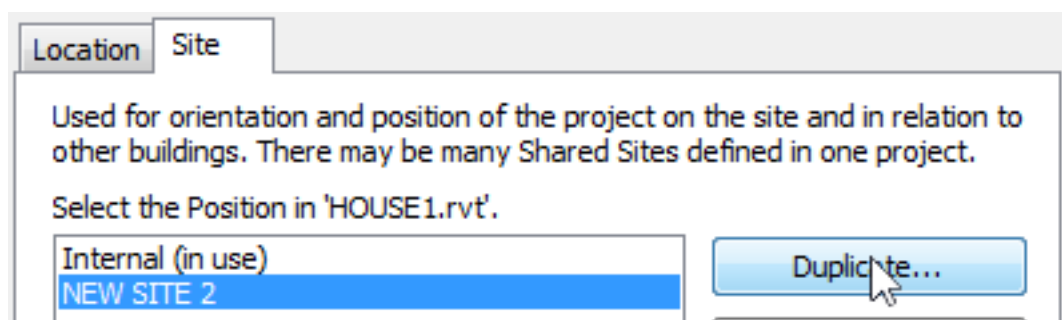 Location Site
Used for orientation and position of the project on the site and in relation to
other buildings. There may be many Shared Sites defined in one project.
Select the Position in 'HOUSE1.rvt'.
Internal (in use)
Duplicate...
NEW SITE 2